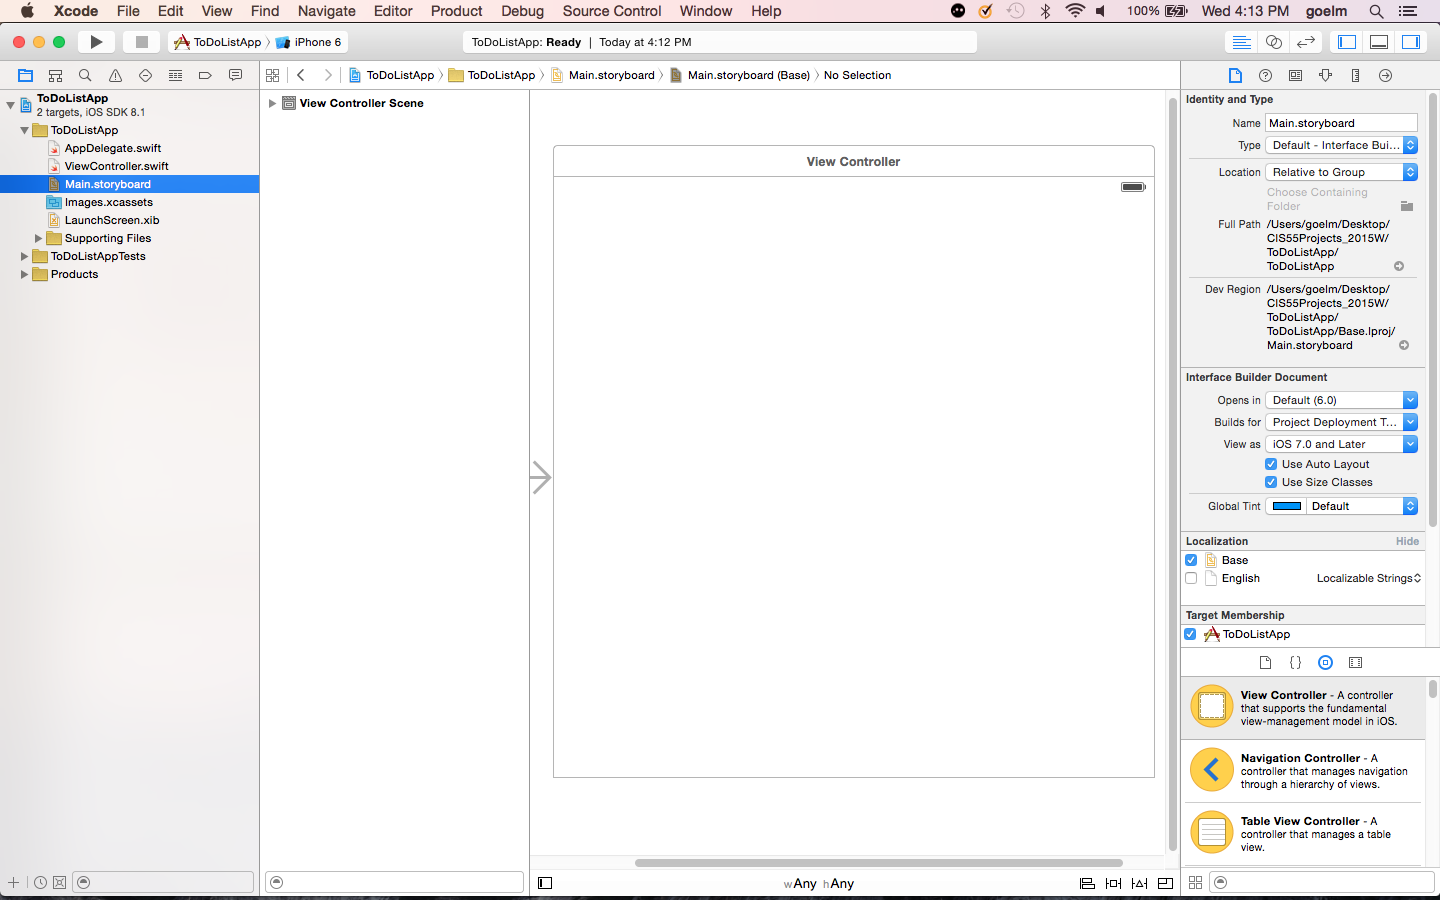 Xcode File Edit View Find Navigate Editor Product Debug Source Control Window Help 100% Wed 4:13 PM goelm
ToDoListApp iPhone 6 ToDoListApp: Ready | Today at 4:12 PM
ToDoListApp ToDoListApp Main.storyboard Main.storyboard (Base) No Selection
ToDoListApp
2 targets, iOS SDK 8.1
ToDoListApp
AppDelegate.swift
ViewController.swift
Main.storyboard
Images.xcassets
LaunchScreen.xib
Supporting Files
ToDoListAppTests
Products
View Controller Scene
View Controller
wAny hAny
Identity and Type
Name Main.storyboard
Type Default - Interface Bui...
Location Relative to Group
Choose Containing
Folder
Full Path /Users/goelm/Desktop/
CIS55Projects_2015W/
ToDoListApp/
ToDoListApp
Dev Region /Users/goelm/Desktop/
CIS55Projects_2015W/
ToDoListApp/
ToDoListApp/Base.lproj/
Main.storyboard
Interface Builder Document
Opens in Default (6.0)
Builds for Project Deployment T...
View as iOS 7.0 and Later
Use Auto Layout
Use Size Classes
Global Tint Default
Localization Hide
Base
English Localizable Strings
Target Membership
ToDoListApp
{}
View Controller - A controller
that supports the fundamental
view-management model in iOS.
Navigation Controller - A
controller that manages navigation
through a hierarchy of views.
Table View Controller - A
controller that manages a table
view.